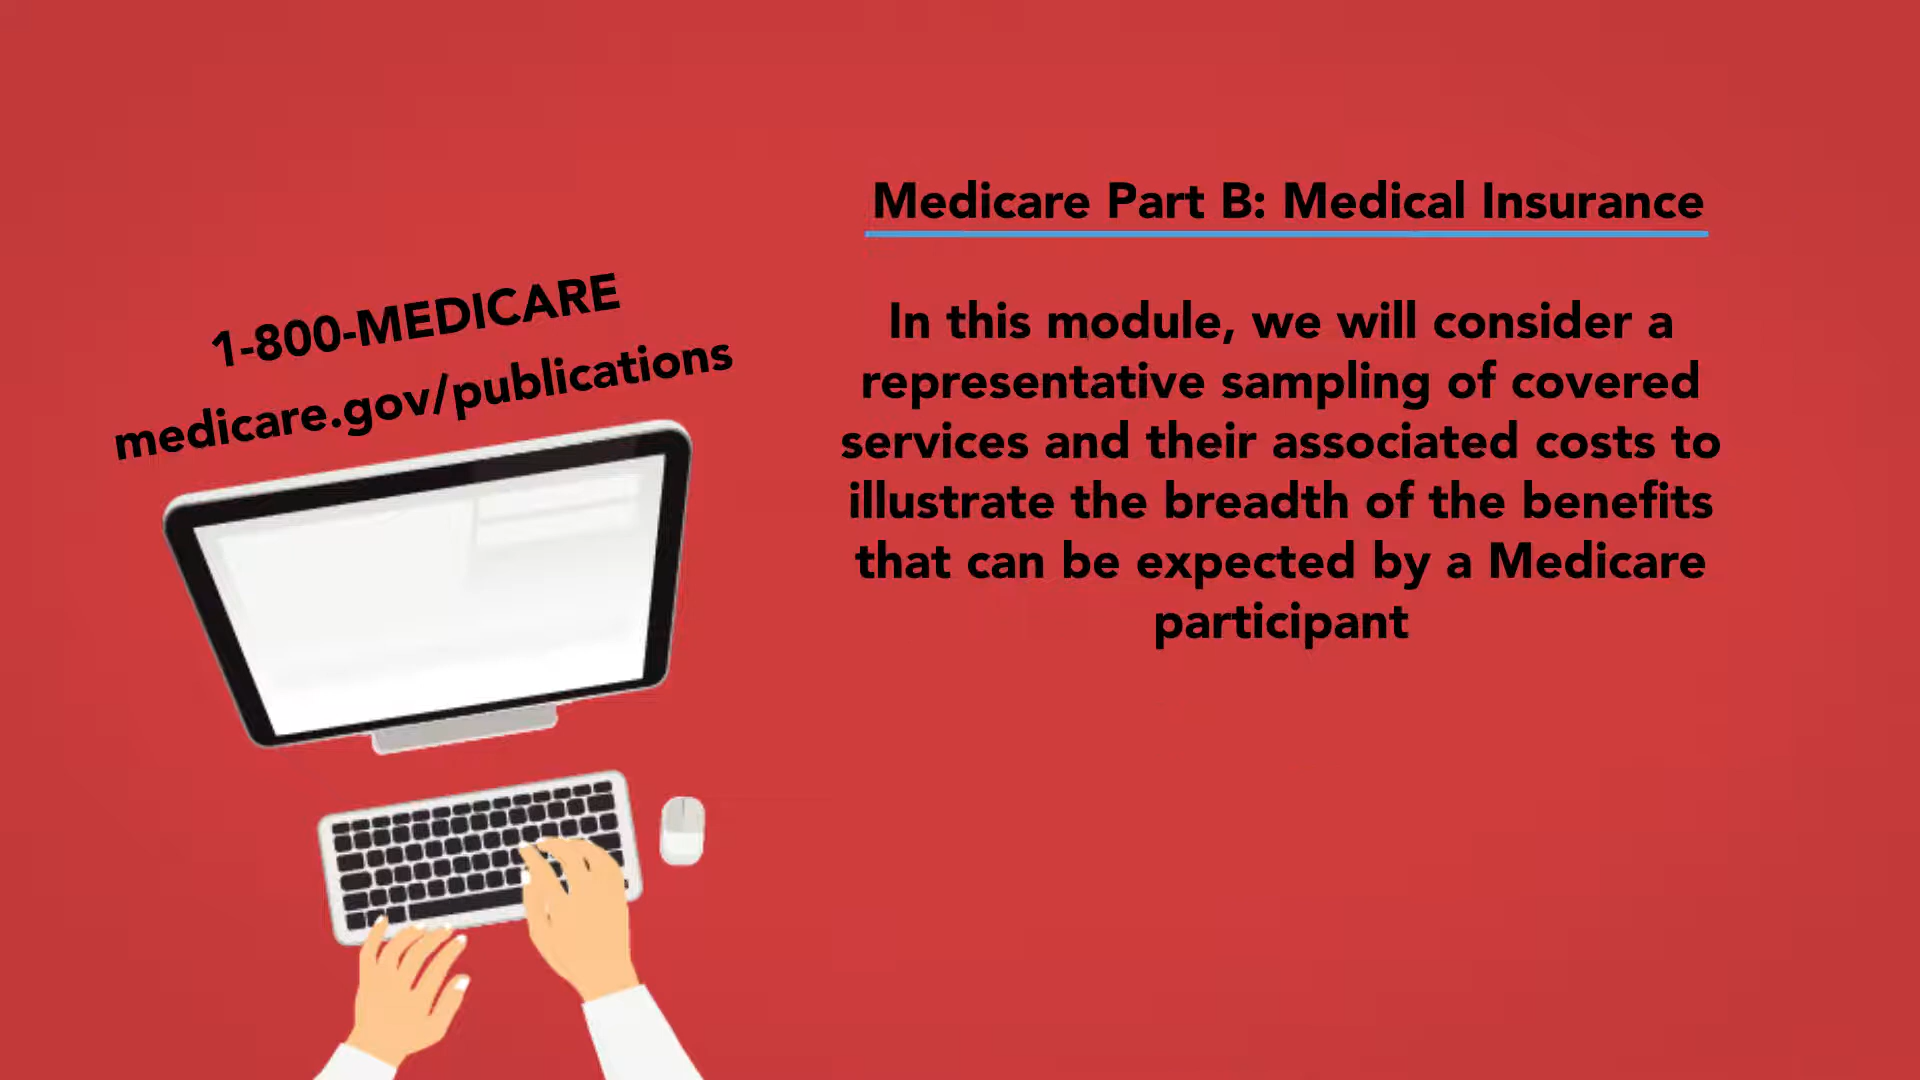 1-800-MEDICARE
medicare.gov/publications
Medicare Part B: Medical Insurance
In this module, we will consider a
representative sampling of covered
services and their associated costs to
illustrate the breadth of the benefits
that can be expected by a Medicare
participant